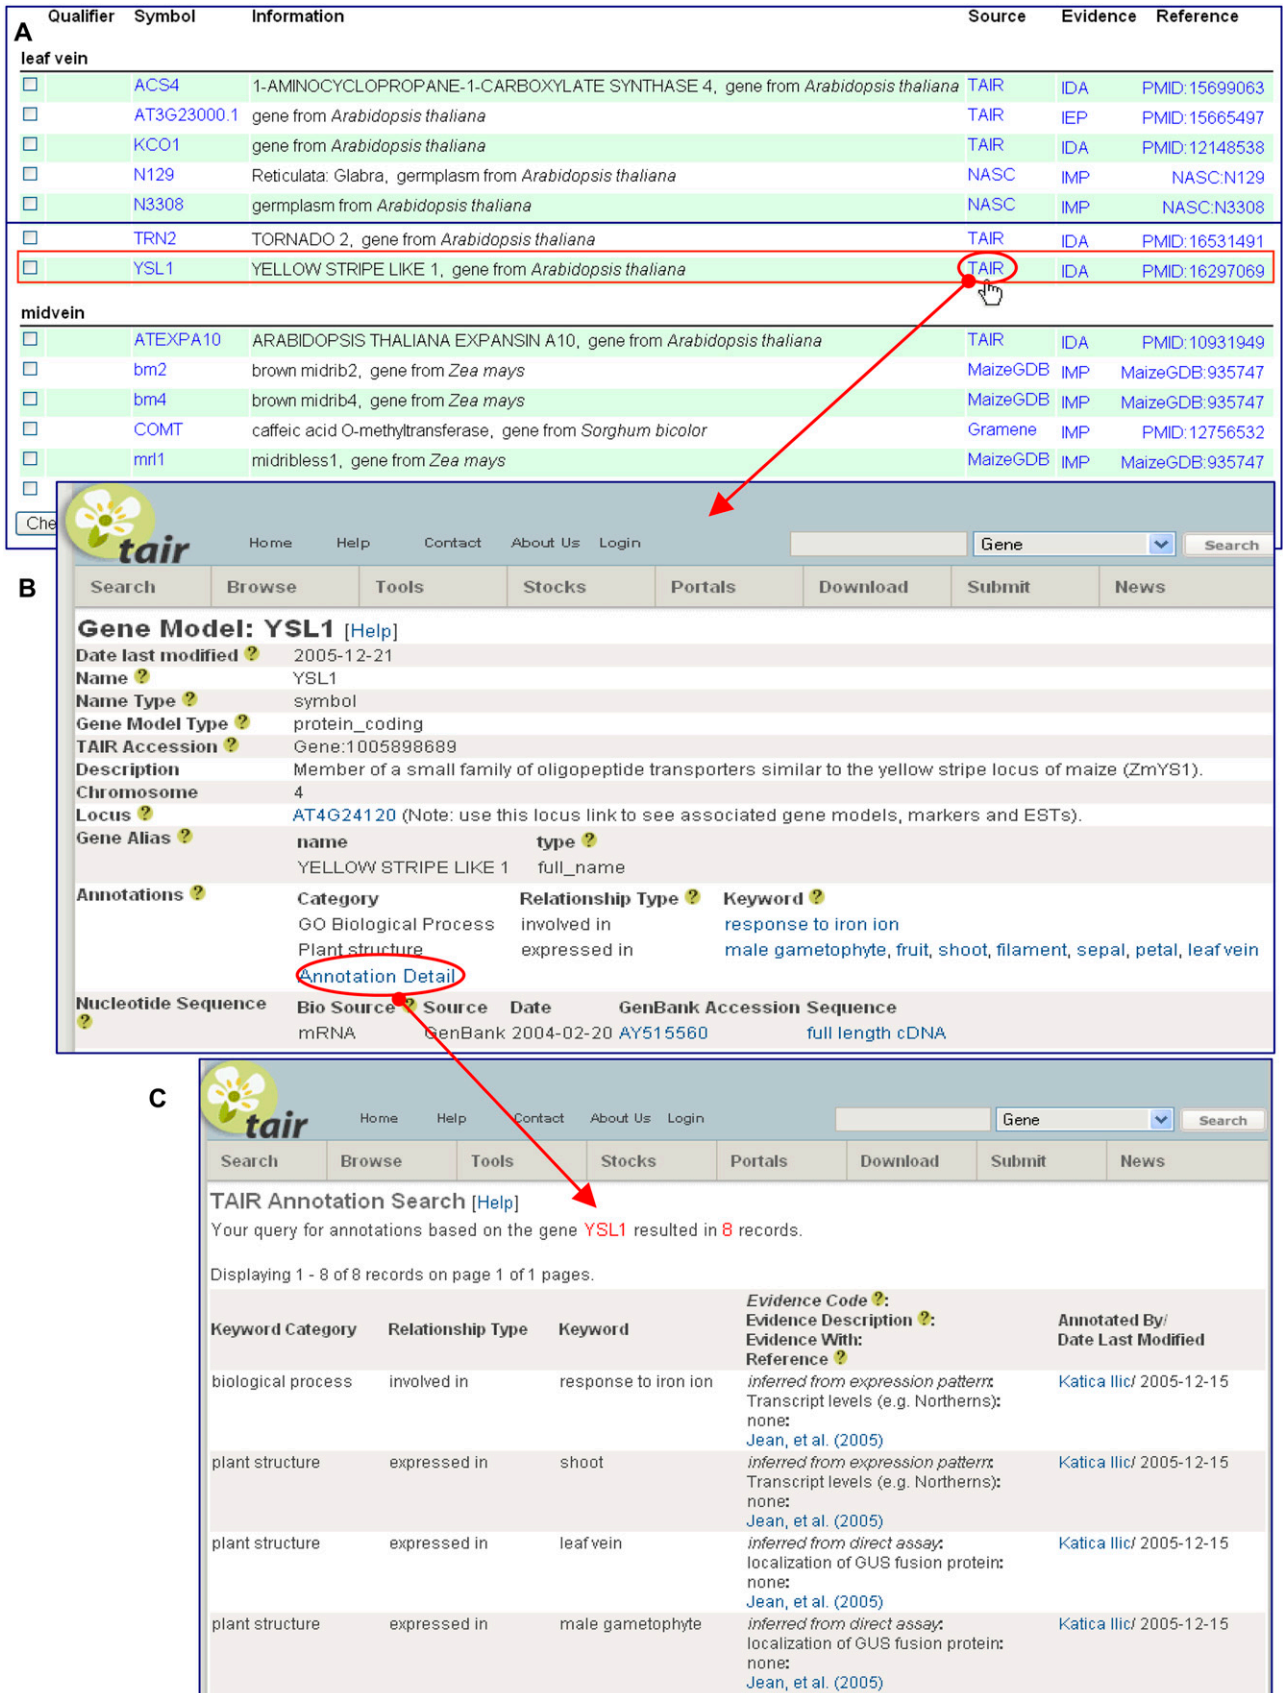 A
Qualifier Symbol Information Source Evidence Reference
leaf vein
ACS4 1-AMINOCYCLOPROPANE-1-CARBOXYLATE SYNTHASE 4, gene from Arabidopsis thaliana TAIR IDA PMID:15699063
AT3G23000.1 gene from Arabidopsis thaliana TAIR IEP PMID:15665497
KCO1 gene from Arabidopsis thaliana TAIR IDA PMID:12148538
N129 Reticulata: Glabra, germplasm from Arabidopsis thaliana NASC IMP NASC:N129
N3308 germplasm from Arabidopsis thaliana NASC IMP NASC:N3308
TRN2 TORNADO 2, gene from Arabidopsis thaliana TAIR IDA PMID:16531491
YSL1 YELLOW STRIPE LIKE 1, gene from Arabidopsis thaliana TAIR IDA PMID:16297069
midvein
ATEXPA10 ARABIDOPSIS THALIANA EXPANSIN A10, gene from Arabidopsis thaliana TAIR IDA PMID:10931949
bm2 brown midrib2, gene from Zea mays MaizeGDB IMP MaizeGDB:935747
bm4 brown midrib4, gene from Zea mays MaizeGDB IMP MaizeGDB:935747
COMT caffeic acid O-methyltransferase, gene from Sorghum bicolor Gramene IMP PMID:12756532
mrl1 midribless1, gene from Zea mays MaizeGDB IMP MaizeGDB:935747
Che
B
tair Home Help Contact About Us Login Gene Search
Search Browse Tools Stocks Portals Download Submit News
Gene Model: YSL1 [Help]
Date last modified ? 2005-12-21
Name ? YSL1
Name Type ? symbol
Gene Model Type ? protein_coding
TAIR Accession ? Gene:1005898689
Description Member of a small family of oligopeptide transporters similar to the yellow stripe locus of maize (ZmYS1).
Chromosome 4
Locus ? AT4G24120 (Note: use this locus link to see associated gene models, markers and ESTs).
Gene Alias ? name type ?
YELLOW STRIPE LIKE 1 full_name
Annotations ? Category Relationship Type ? Keyword ?
GO Biological Process involved in response to iron ion
Plant structure expressed in male gametophyte, fruit, shoot, filament, sepal, petal, leaf vein
Annotation Detail
Nucleotide Sequence ? Bio Source ? Source Date GenBank Accession Sequence
mRNA GenBank 2004-02-20 AY515560 full length cDNA
C
tair Home Help Contact About Us Login Gene Search
Search Browse Tools Stocks Portals Download Submit News
TAIR Annotation Search [Help]
Your query for annotations based on the gene YSL1 resulted in 8 records.
Displaying 1 - 8 of 8 records on page 1 of 1 pages.
Keyword Category Relationship Type Keyword Evidence Code ?: Annotated By/
Evidence Description ?: Date Last Modified
Evidence With:
Reference ?
biological process involved in response to iron ion inferred from expression pattern: Katica Ilic/ 2005-12-15
Transcript levels (e.g. Northerns):
none:
Jean, et al. (2005)
plant structure expressed in shoot inferred from expression pattern: Katica Ilic/ 2005-12-15
Transcript levels (e.g. Northerns):
none:
Jean, et al. (2005)
plant structure expressed in leaf vein inferred from direct assay: Katica Ilic/ 2005-12-15
localization of GUS fusion protein:
none:
Jean, et al. (2005)
plant structure expressed in male gametophyte inferred from direct assay: Katica Ilic/ 2005-12-15
localization of GUS fusion protein:
none:
Jean, et al. (2005)